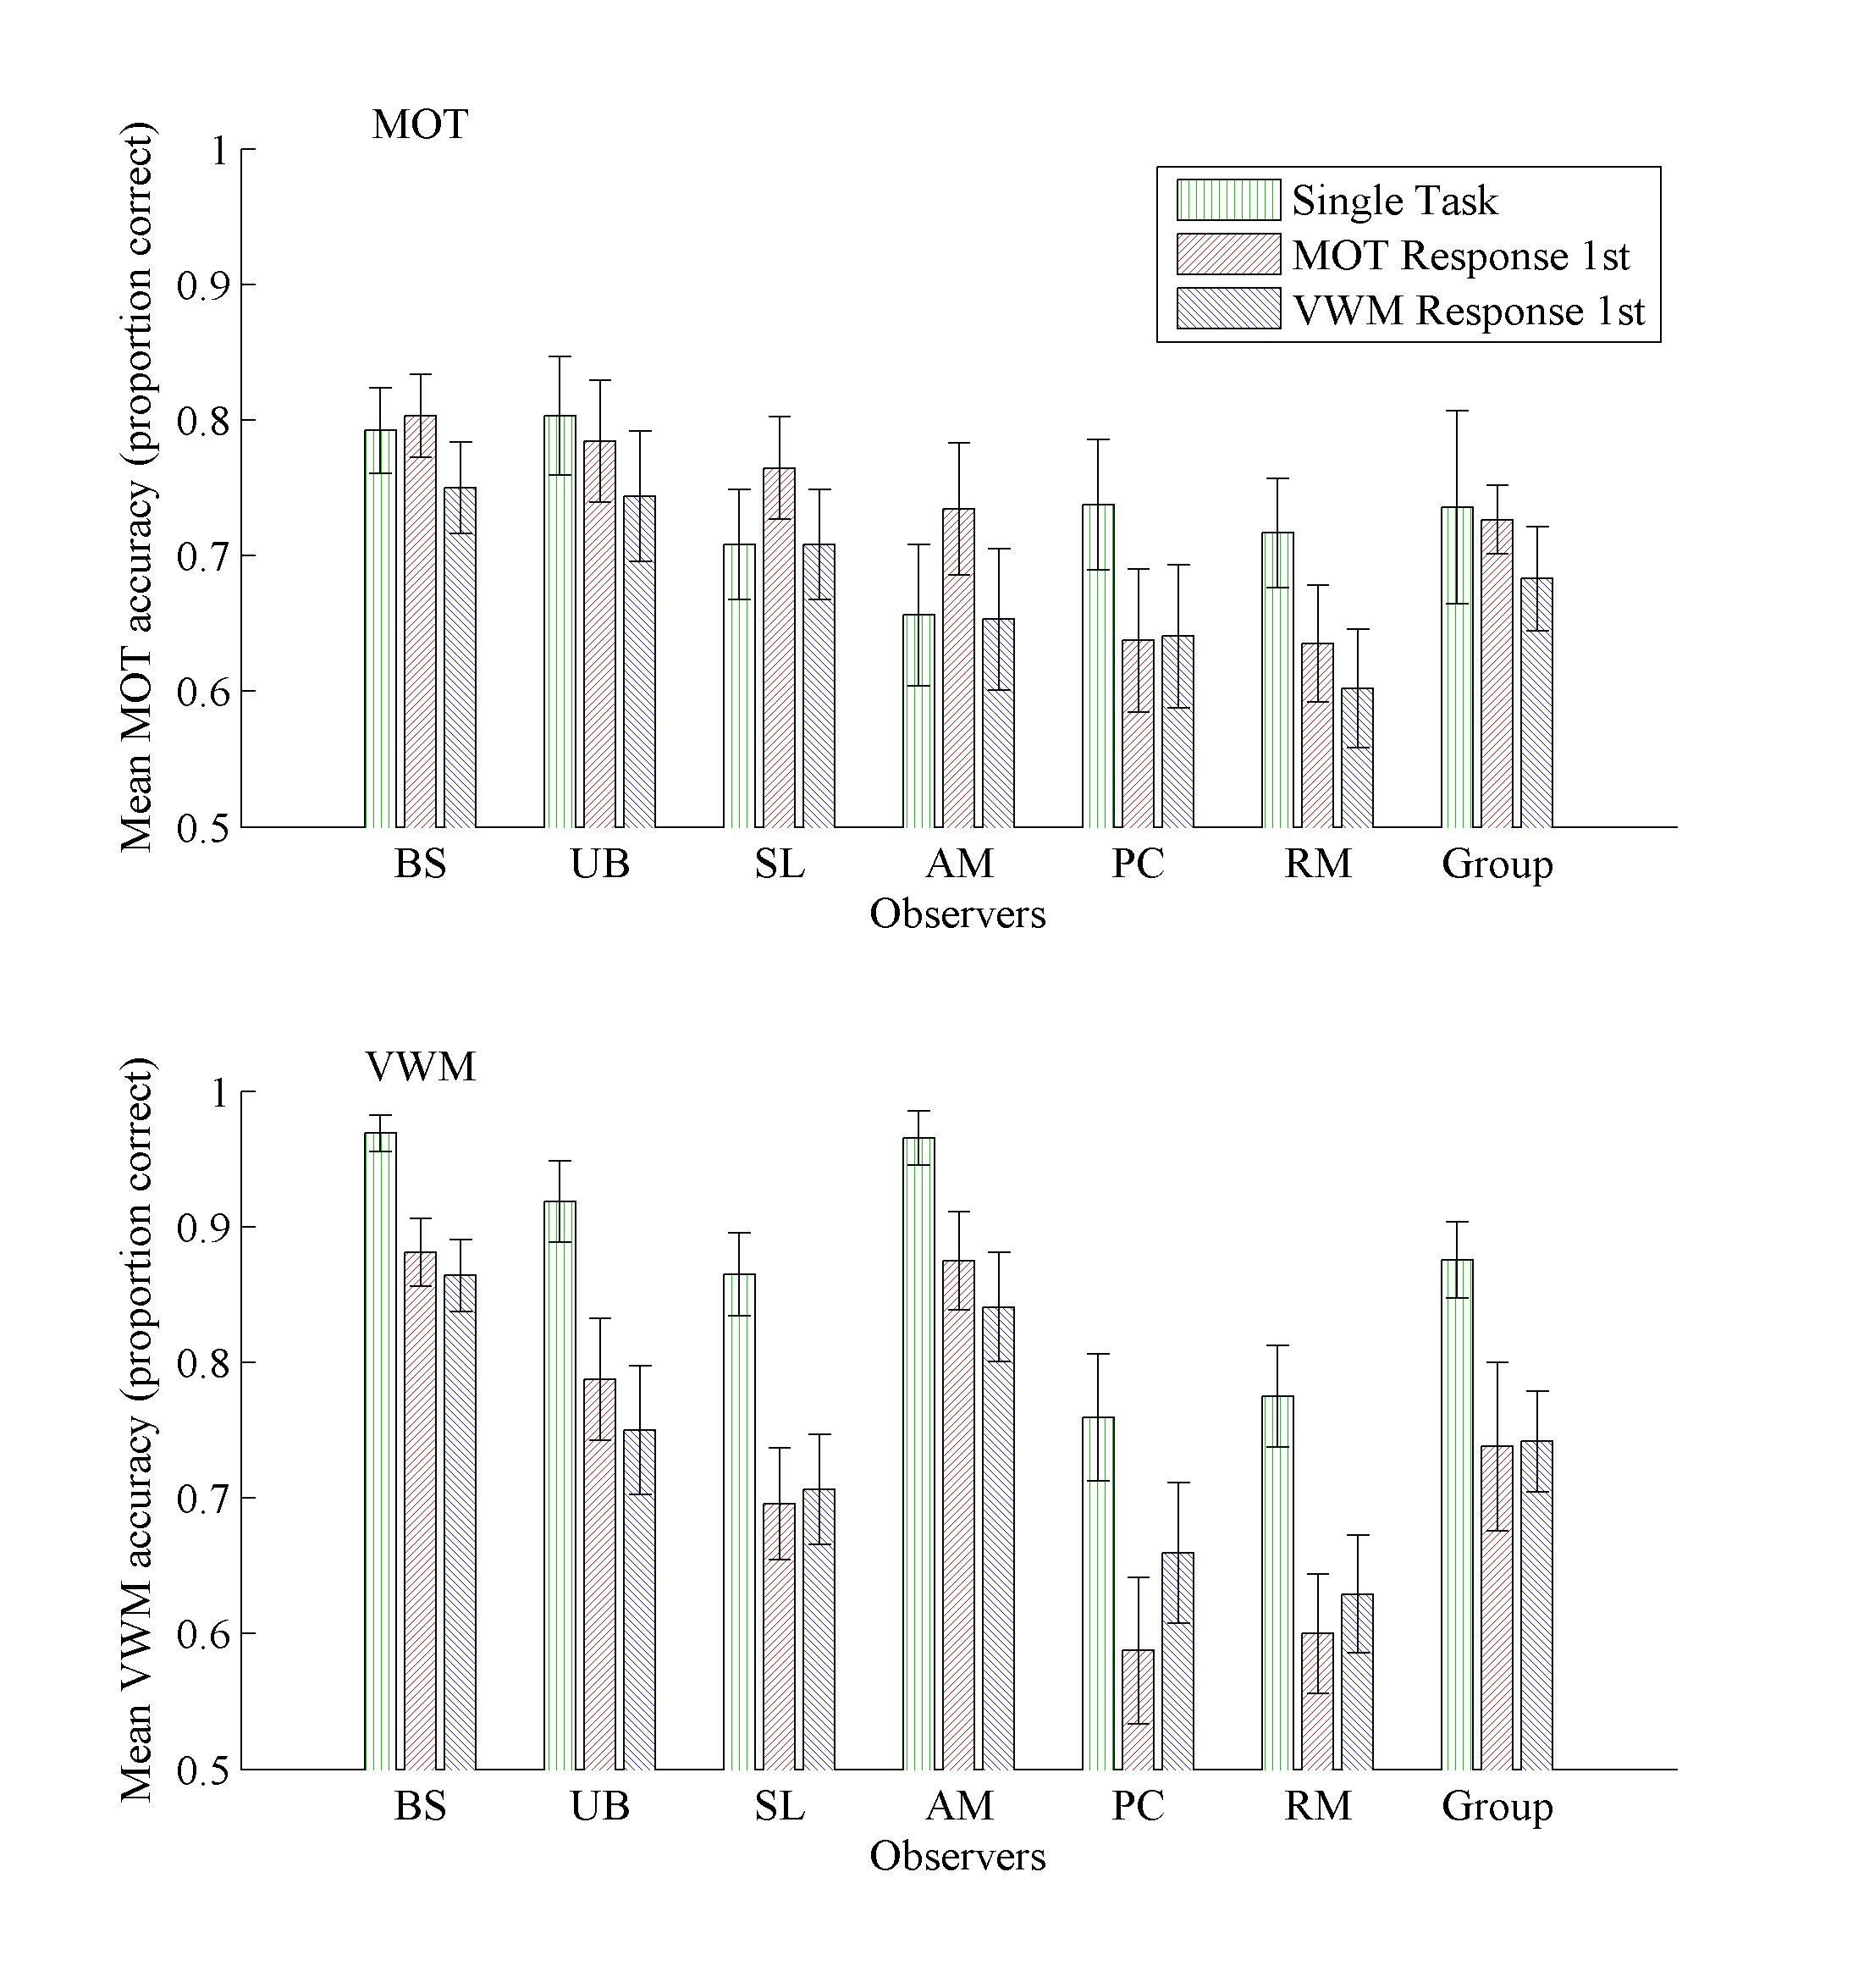 MOT
Mean MOT accuracy (proportion correct)
1
0.9
0.8
0.7
0.6
0.5
Single Task
MOT Response 1st
VWM Response 1st
BS UB SL AM PC RM Group
Observers
VWM
Mean VWM accuracy (proportion correct)
1
0.9
0.8
0.7
0.6
0.5
BS UB SL AM PC RM Group
Observers